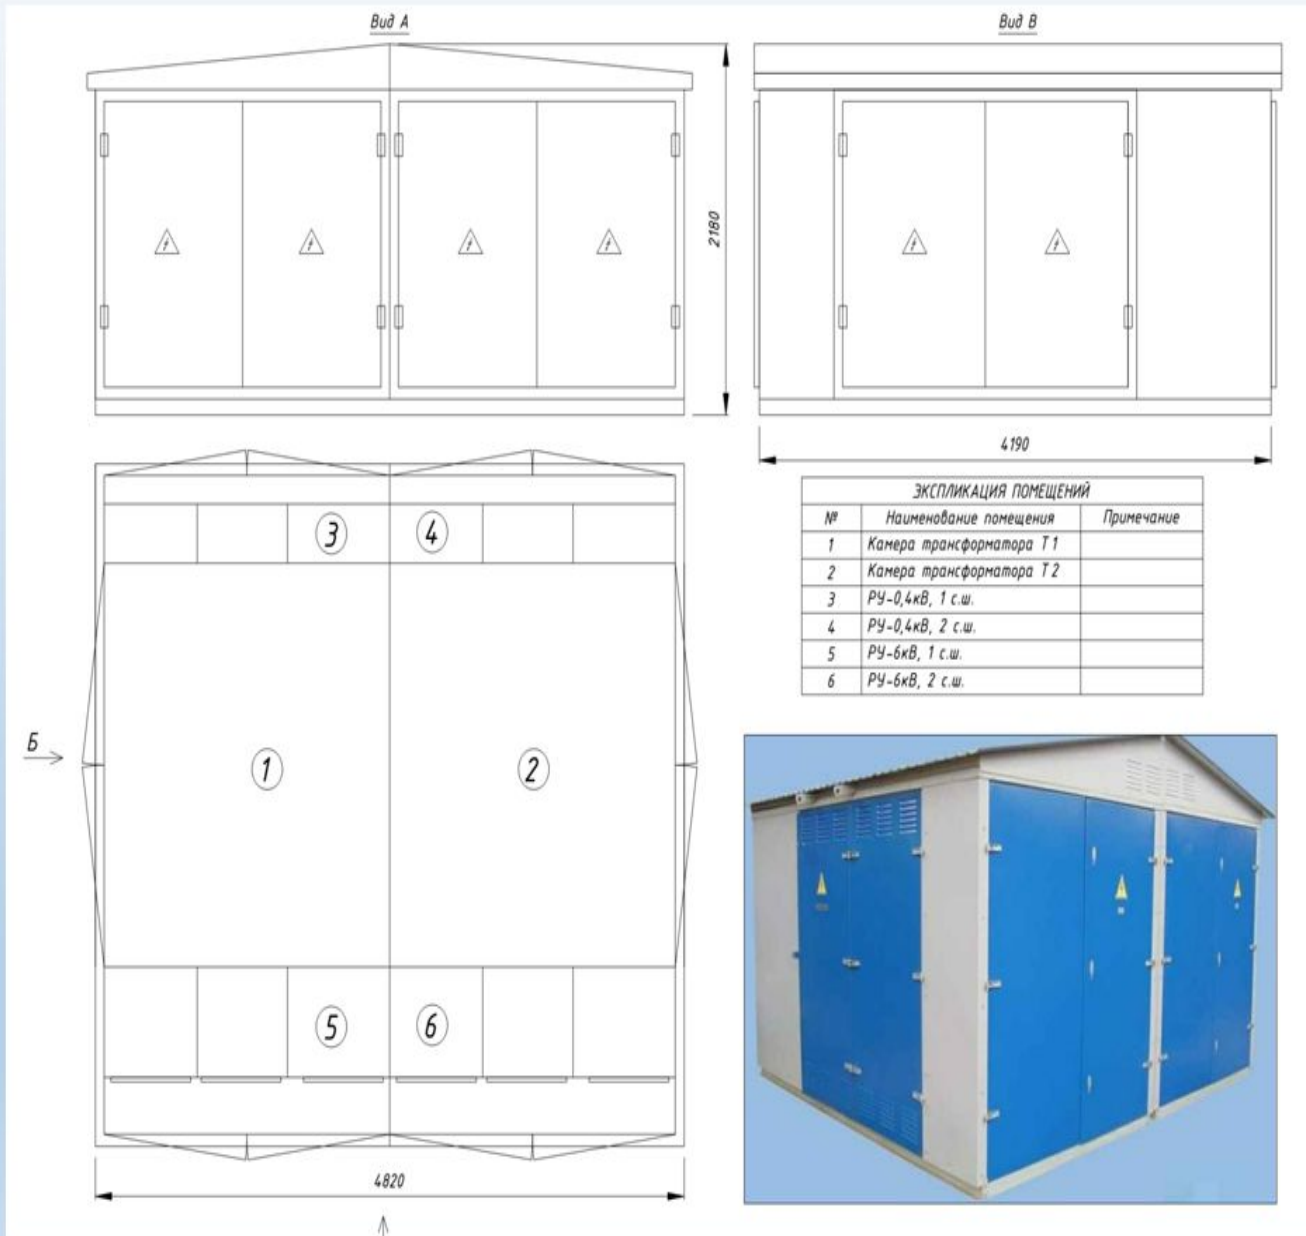 Вид А
Вид В
2180
4190
ЭКСПЛИКАЦИЯ ПОМЕЩЕНИЙ
№ Наименование помещения Примечание
1 Камера трансформатора Т1
2 Камера трансформатора Т2
3 РУ-0,4кВ, 1 с.ш.
4 РУ-0,4кВ, 2 с.ш.
5 РУ-6кВ, 1 с.ш.
6 РУ-6кВ, 2 с.ш.
3 4
Б
1 2
5 6
4820